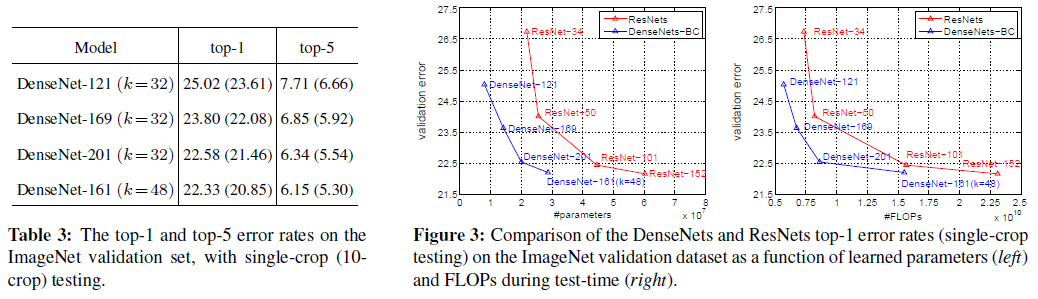 Model top-1 top-5
DenseNet-121 (k=32) 25.02 (23.61) 7.71 (6.66)
DenseNet-169 (k=32) 23.80 (22.08) 6.85 (5.92)
DenseNet-201 (k=32) 22.58 (21.46) 6.34 (5.54)
DenseNet-161 (k=48) 22.33 (20.85) 6.15 (5.30)
Table 3: The top-1 and top-5 error rates on the
ImageNet validation set, with single-crop (10-
crop) testing.
27.5
26.5
25.5
24.5
23.5
22.5
21.5
validation error
ResNets
DenseNets-BC
ResNet-34
DenseNet-121
ResNet-50
DenseNet-169
DenseNet-201
ResNet-101
ResNet-152
DenseNet-161(k=48)
0 1 2 3 4 5 6 7 8
#parameters
x 10^7
27.5
26.5
25.5
24.5
23.5
22.5
21.5
validation error
ResNets
DenseNets-BC
ResNet-34
DenseNet-121
ResNet-50
DenseNet-169
DenseNet-201
ResNet-101
ResNet-152
DenseNet-161(k=48)
0.5 0.75 1 1.25 1.5 1.75 2 2.25 2.5
#FLOPs
x 10^10
Figure 3: Comparison of the DenseNets and ResNets top-1 error rates (single-crop
testing) on the ImageNet validation dataset as a function of learned parameters (left)
and FLOPs during test-time (right).